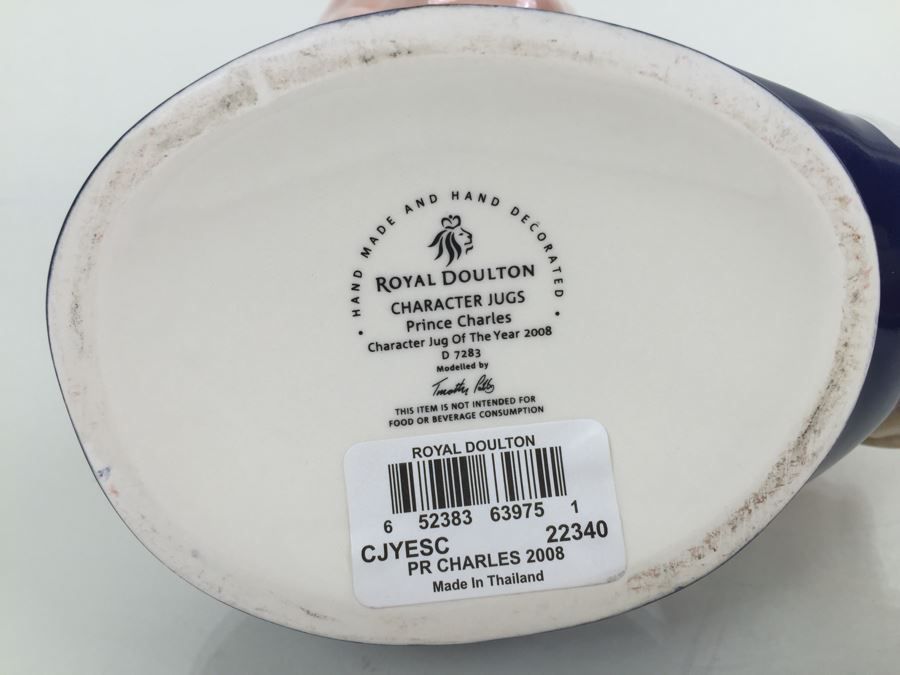 • HAND MADE AND HAND DECORATED •
ROYAL DOULTON
CHARACTER JUGS
Prince Charles
Character Jug Of The Year 2008
D 7283
Modelled by
Timothy Potts
THIS ITEM IS NOT INTENDED FOR
FOOD OR BEVERAGE CONSUMPTION
ROYAL DOULTON
6 52383 63975 1
CJYESC 22340
PR CHARLES 2008
Made In Thailand